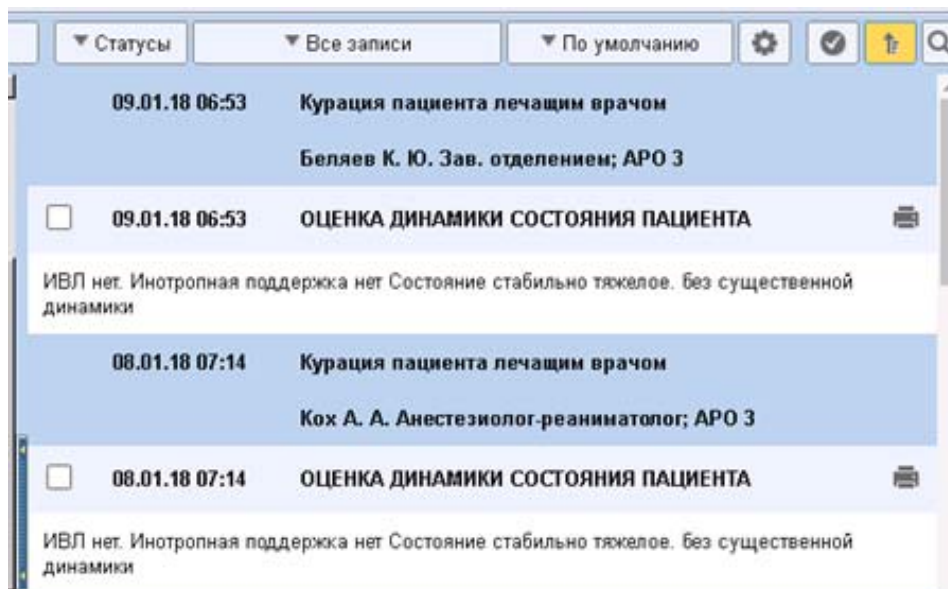 Статусы
Все записи
По умолчанию
09.01.18 06:53 Курация пациента лечащим врачом
Беляев К. Ю. Зав. отделением; АРО 3
09.01.18 06:53 ОЦЕНКА ДИНАМИКИ СОСТОЯНИЯ ПАЦИЕНТА
ИВЛ нет. Инотропная поддержка нет Состояние стабильно тяжелое. без существенной
динамики
08.01.18 07:14 Курация пациента лечащим врачом
Кох А. А. Анестезиолог-реаниматолог; АРО 3
08.01.18 07:14 ОЦЕНКА ДИНАМИКИ СОСТОЯНИЯ ПАЦИЕНТА
ИВЛ нет. Инотропная поддержка нет Состояние стабильно тяжелое. без существенной
динамики